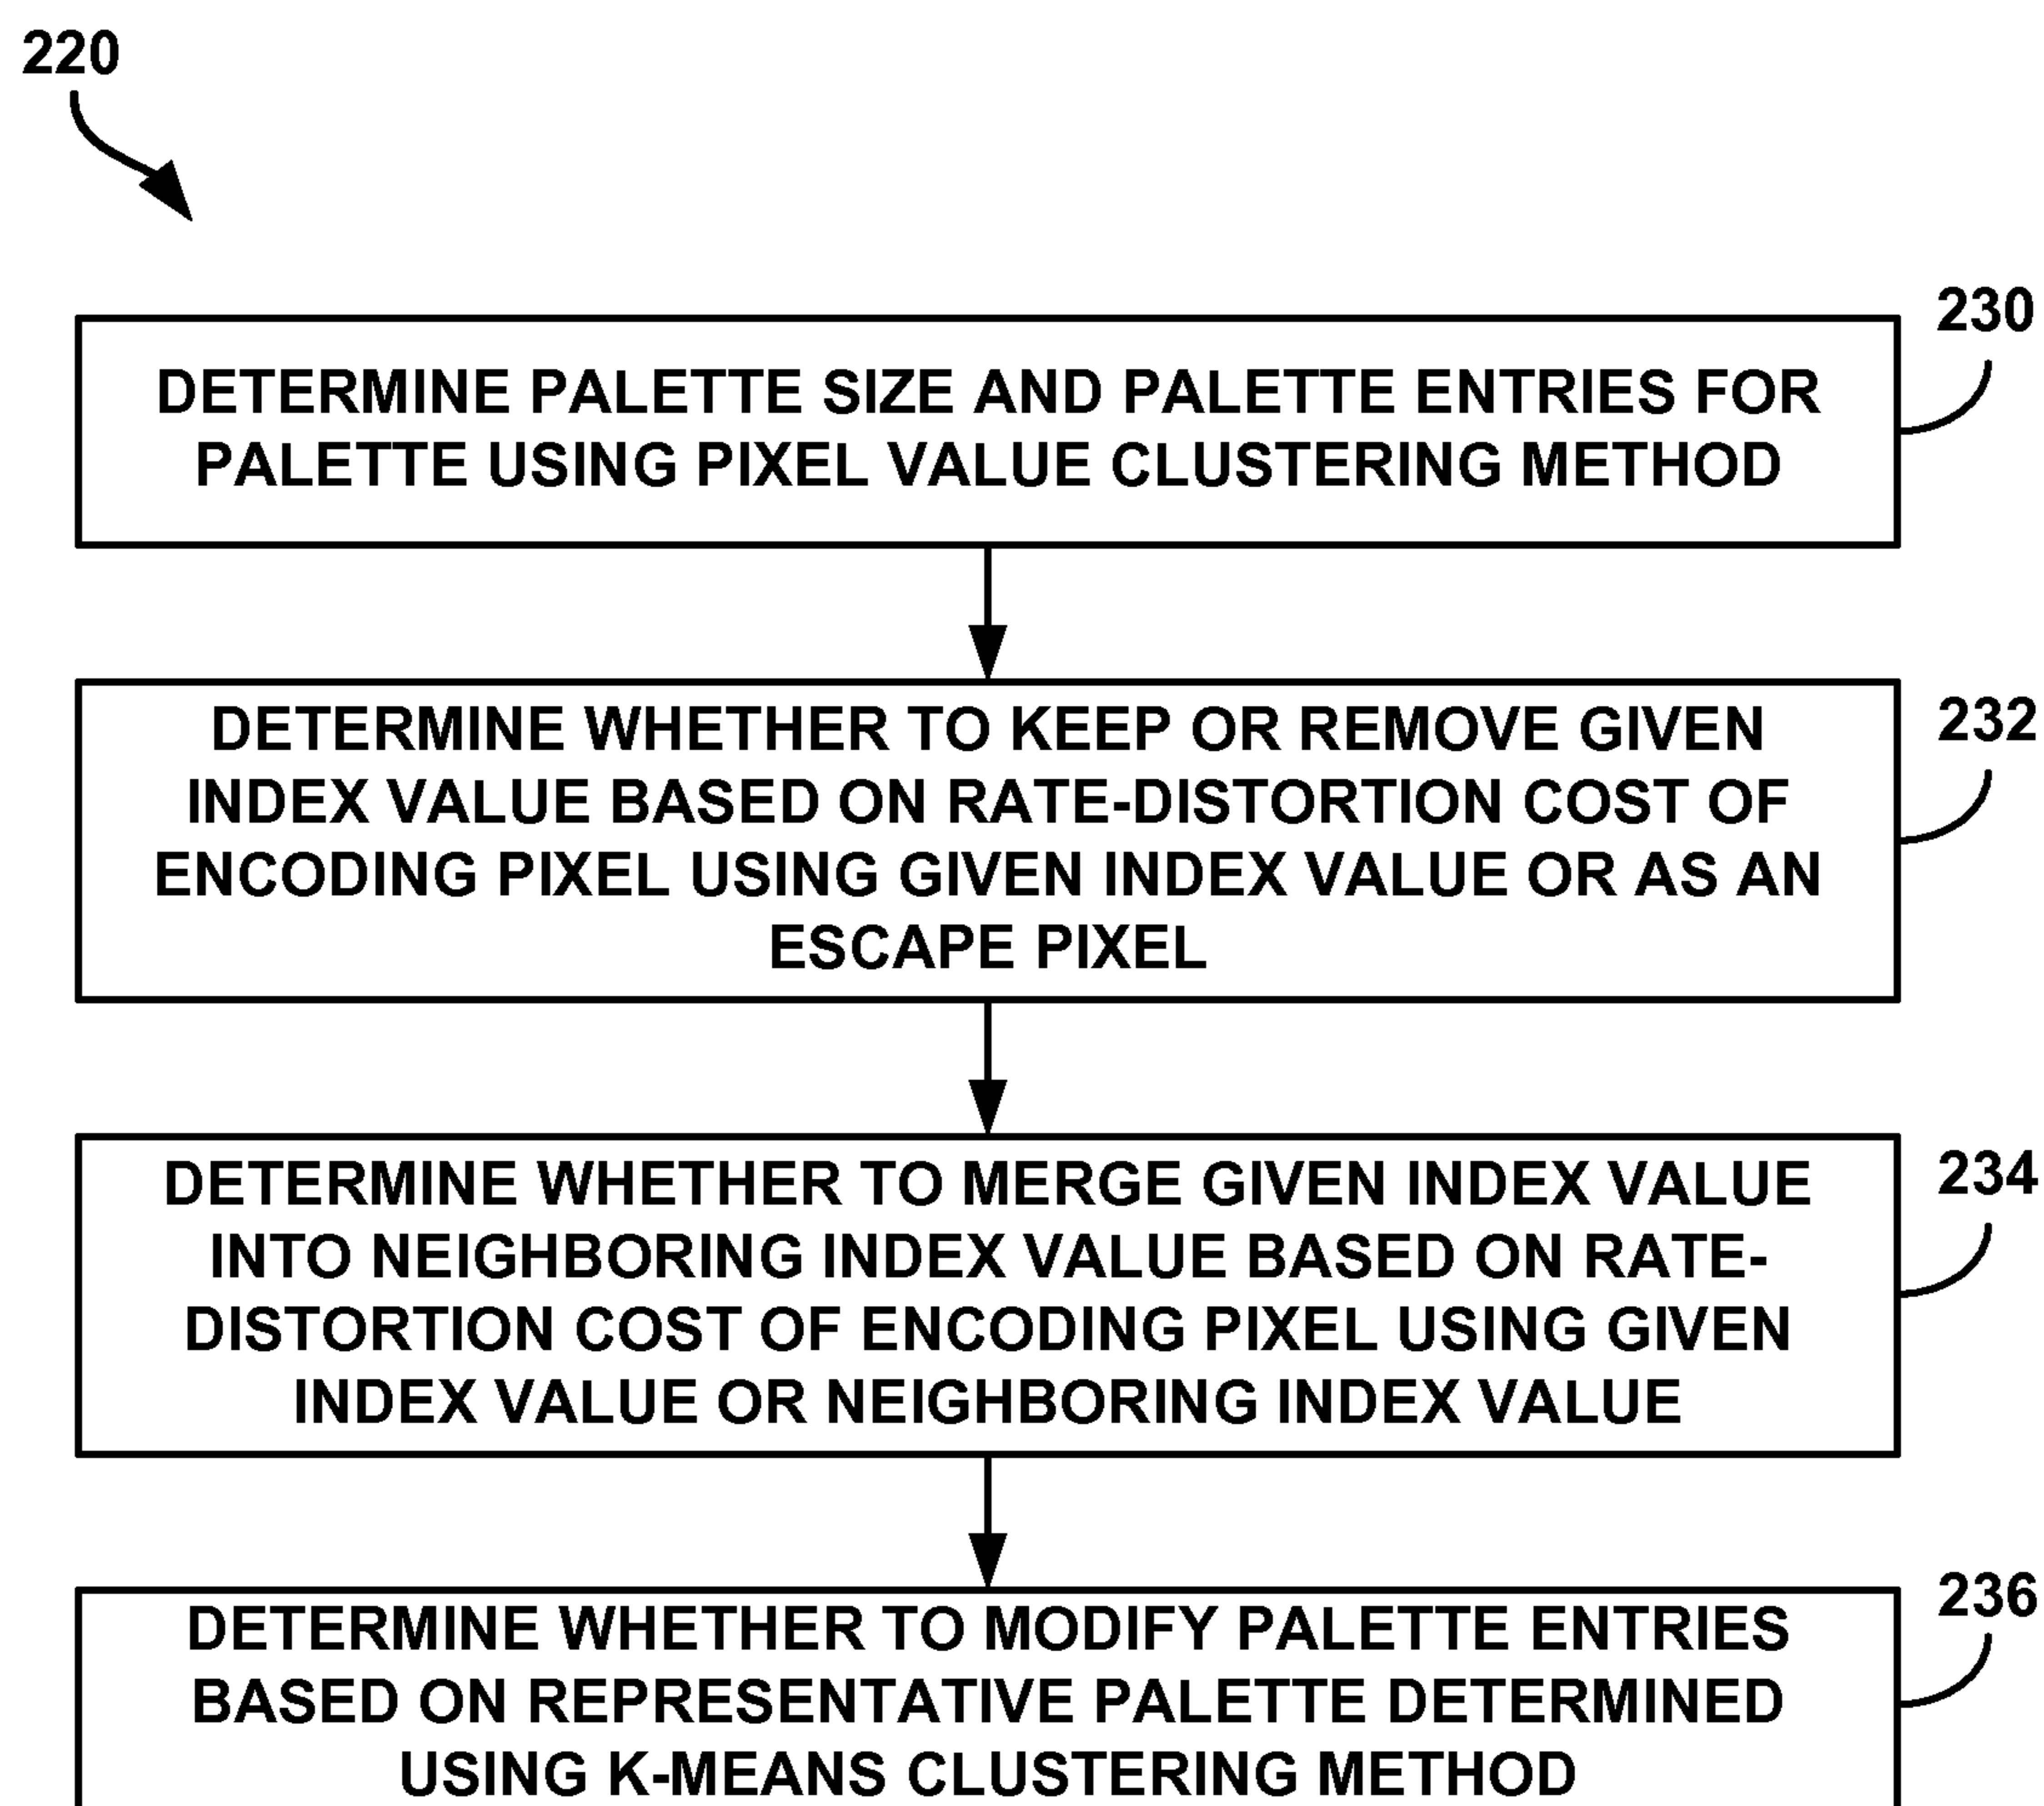 220
230
DETERMINE PALETTE SIZE AND PALETTE ENTRIES FOR
PALETTE USING PIXEL VALUE CLUSTERING METHOD
232
DETERMINE WHETHER TO KEEP OR REMOVE GIVEN
INDEX VALUE BASED ON RATE-DISTORTION COST OF
ENCODING PIXEL USING GIVEN INDEX VALUE OR AS AN
ESCAPE PIXEL
234
DETERMINE WHETHER TO MERGE GIVEN INDEX VALUE
INTO NEIGHBORING INDEX VALUE BASED ON RATE-
DISTORTION COST OF ENCODING PIXEL USING GIVEN
INDEX VALUE OR NEIGHBORING INDEX VALUE
236
DETERMINE WHETHER TO MODIFY PALETTE ENTRIES
BASED ON REPRESENTATIVE PALETTE DETERMINED
USING K-MEANS CLUSTERING METHOD